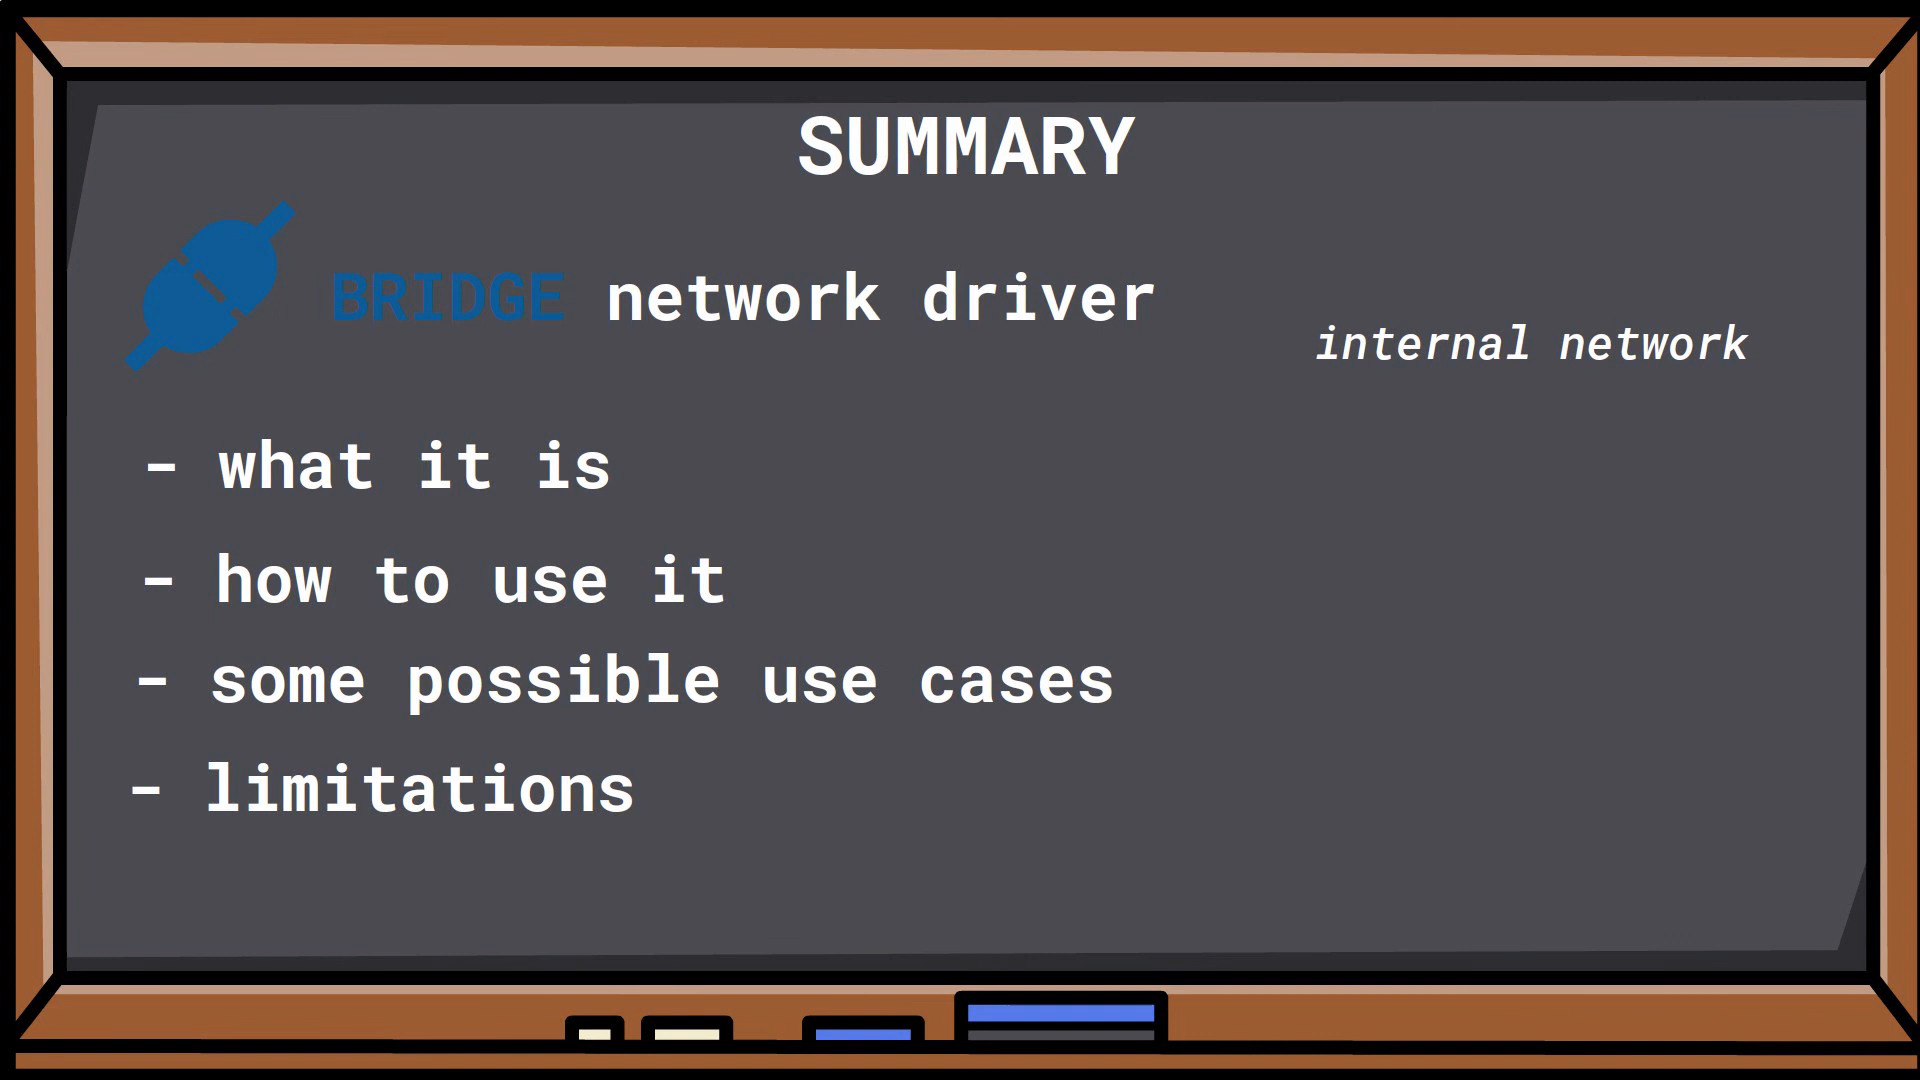 SUMMARY
BRIDGE network driver
internal network
- what it is
- how to use it
- some possible use cases
- limitations